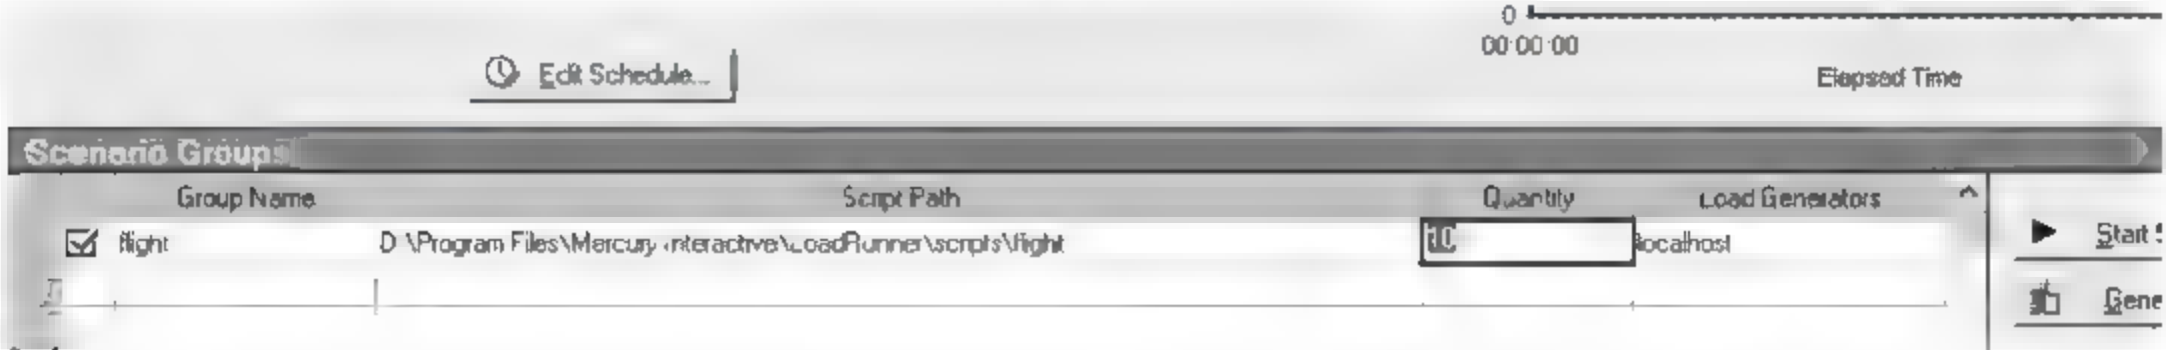 0
00:00:00
Edit Schedule...
Elapsed Time
Scenario Groups
Group Name Script Path Quantity Load Generators
flight D:\Program Files\Mercury Interactive\LoadRunner\scripts\flight 10 localhost
Start
Gene